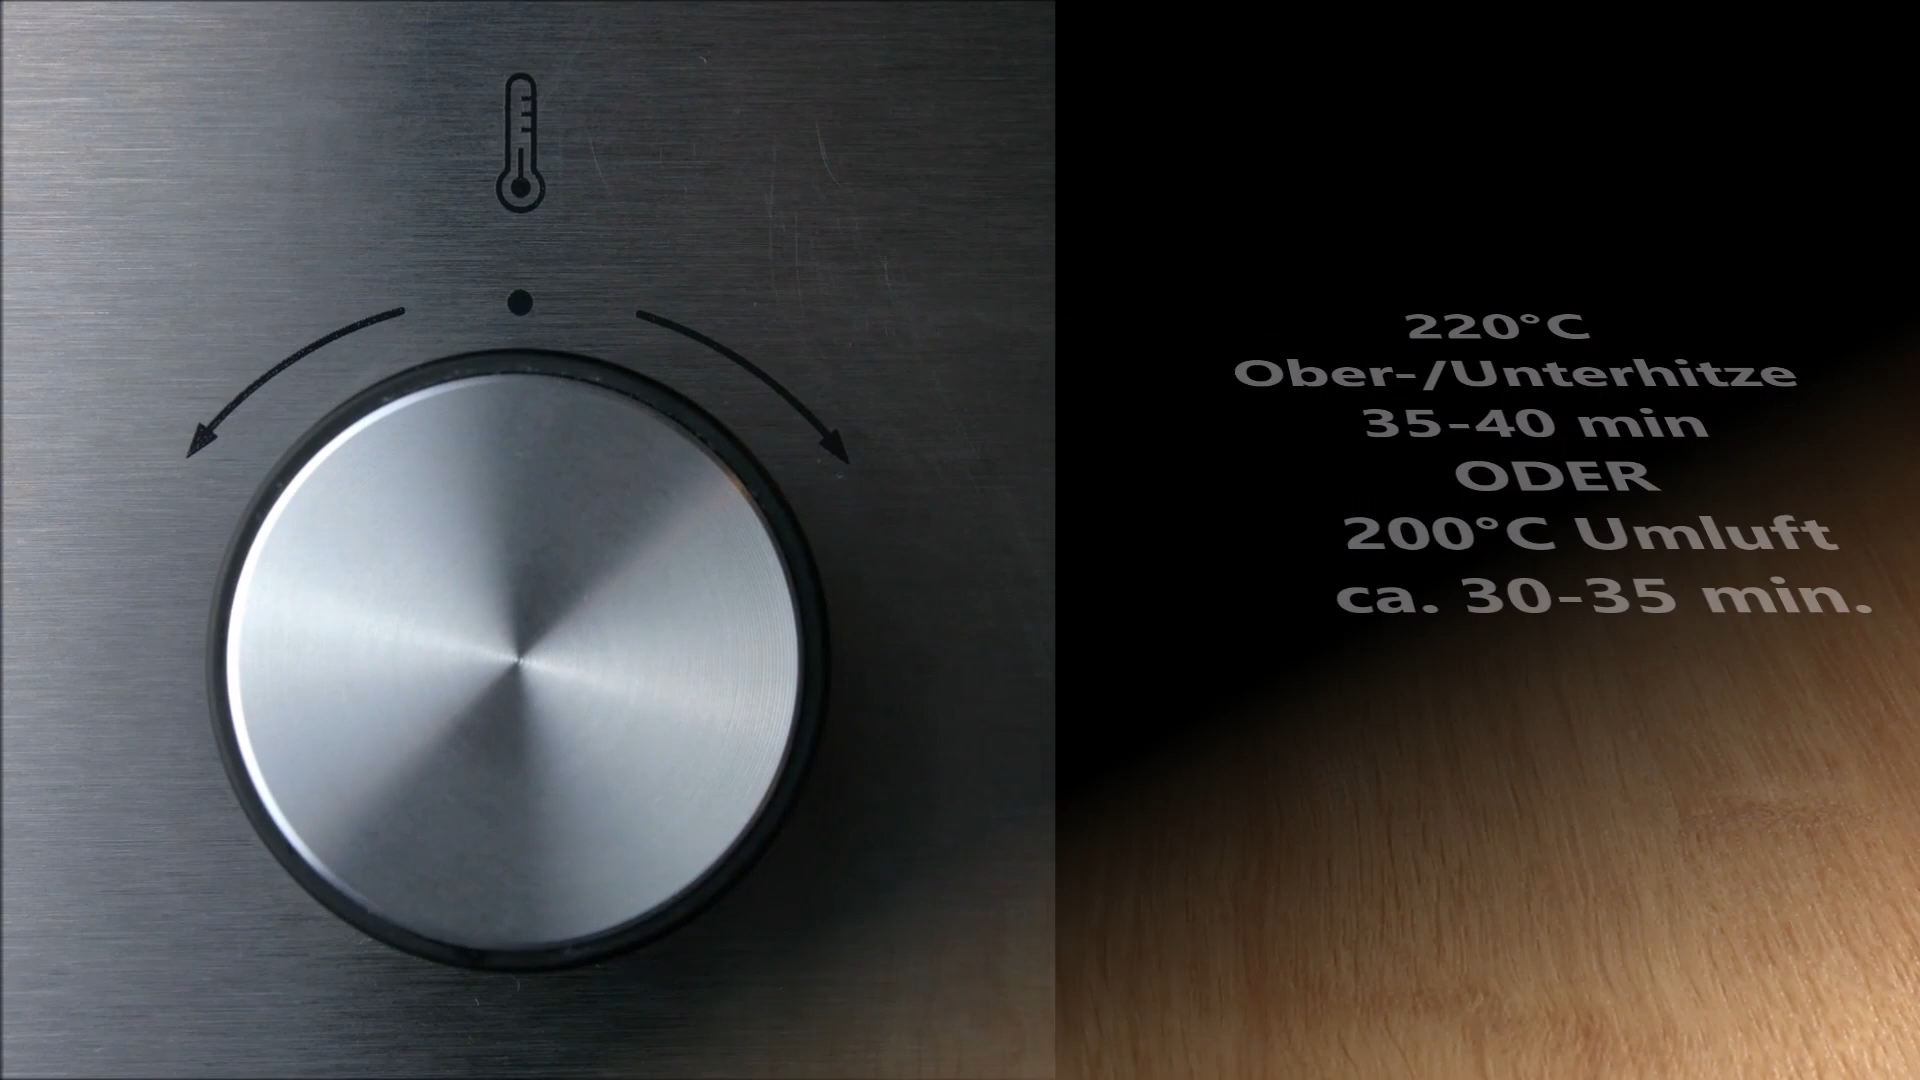 220°C
Ober-/Unterhitze
35-40 min
ODER
200°C Umluft
ca. 30-35 min.